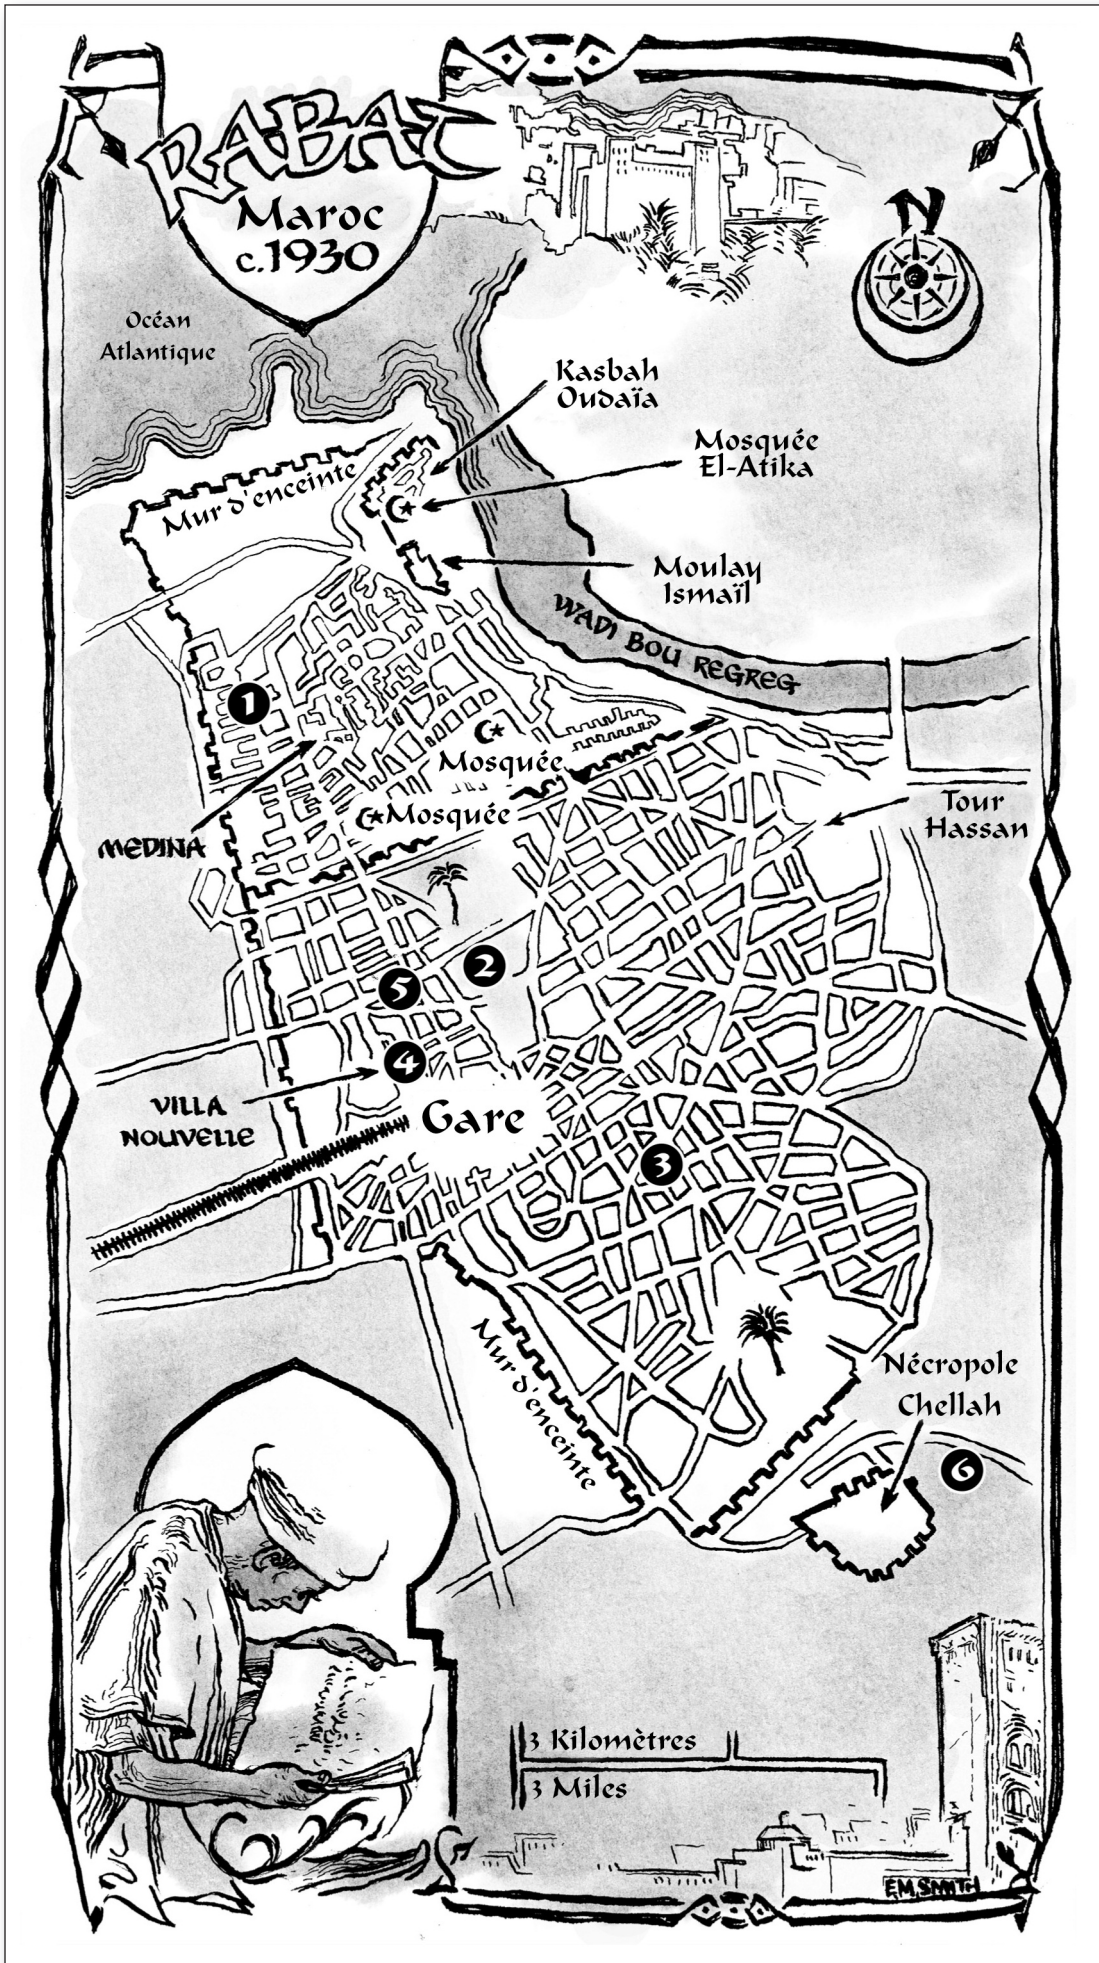 RABAT
Maroc
c.1930
N
Océan
Atlantique
Kasbah
Oudaïa
Mosquée
El-Atika
Mur d'enceinte
Moulay
Ismaïl
WADI BOU REGREG
1
Mosquée
Mosquée
MEDINA
Tour
Hassan
2
5
4
VILLA
NOUVELLE
Gare
3
Mur d'enceinte
Nécropole
Chellah
6
3 Kilomètres
3 Miles
E.M.SMITH